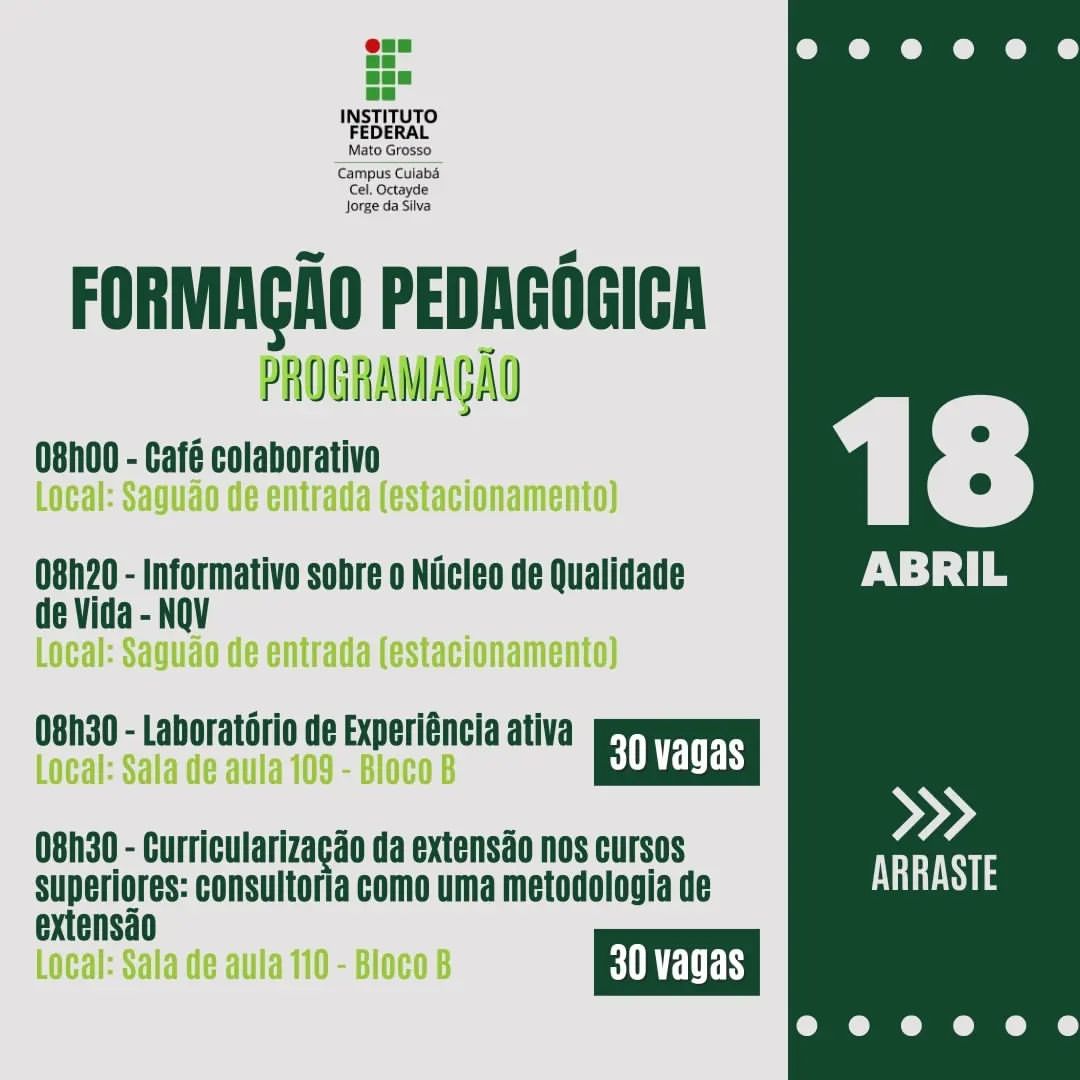 INSTITUTO
FEDERAL
Mato Grosso
Campus Cuiabá
Cel. Octayde
Jorge da Silva
FORMAÇÃO PEDAGÓGICA
PROGRAMAÇÃO
08h00 - Café colaborativo
Local: Saguão de entrada (estacionamento)
08h20 - Informativo sobre o Núcleo de Qualidade
de Vida - NQV
Local: Saguão de entrada (estacionamento)
08h30 - Laboratório de Experiência ativa
Local: Sala de aula 109 - Bloco B
30 vagas
08h30 - Curricularização da extensão nos cursos
superiores: consultoria como uma metodologia de
extensão
Local: Sala de aula 110 - Bloco B
30 vagas
18
ABRIL
ARRASTE